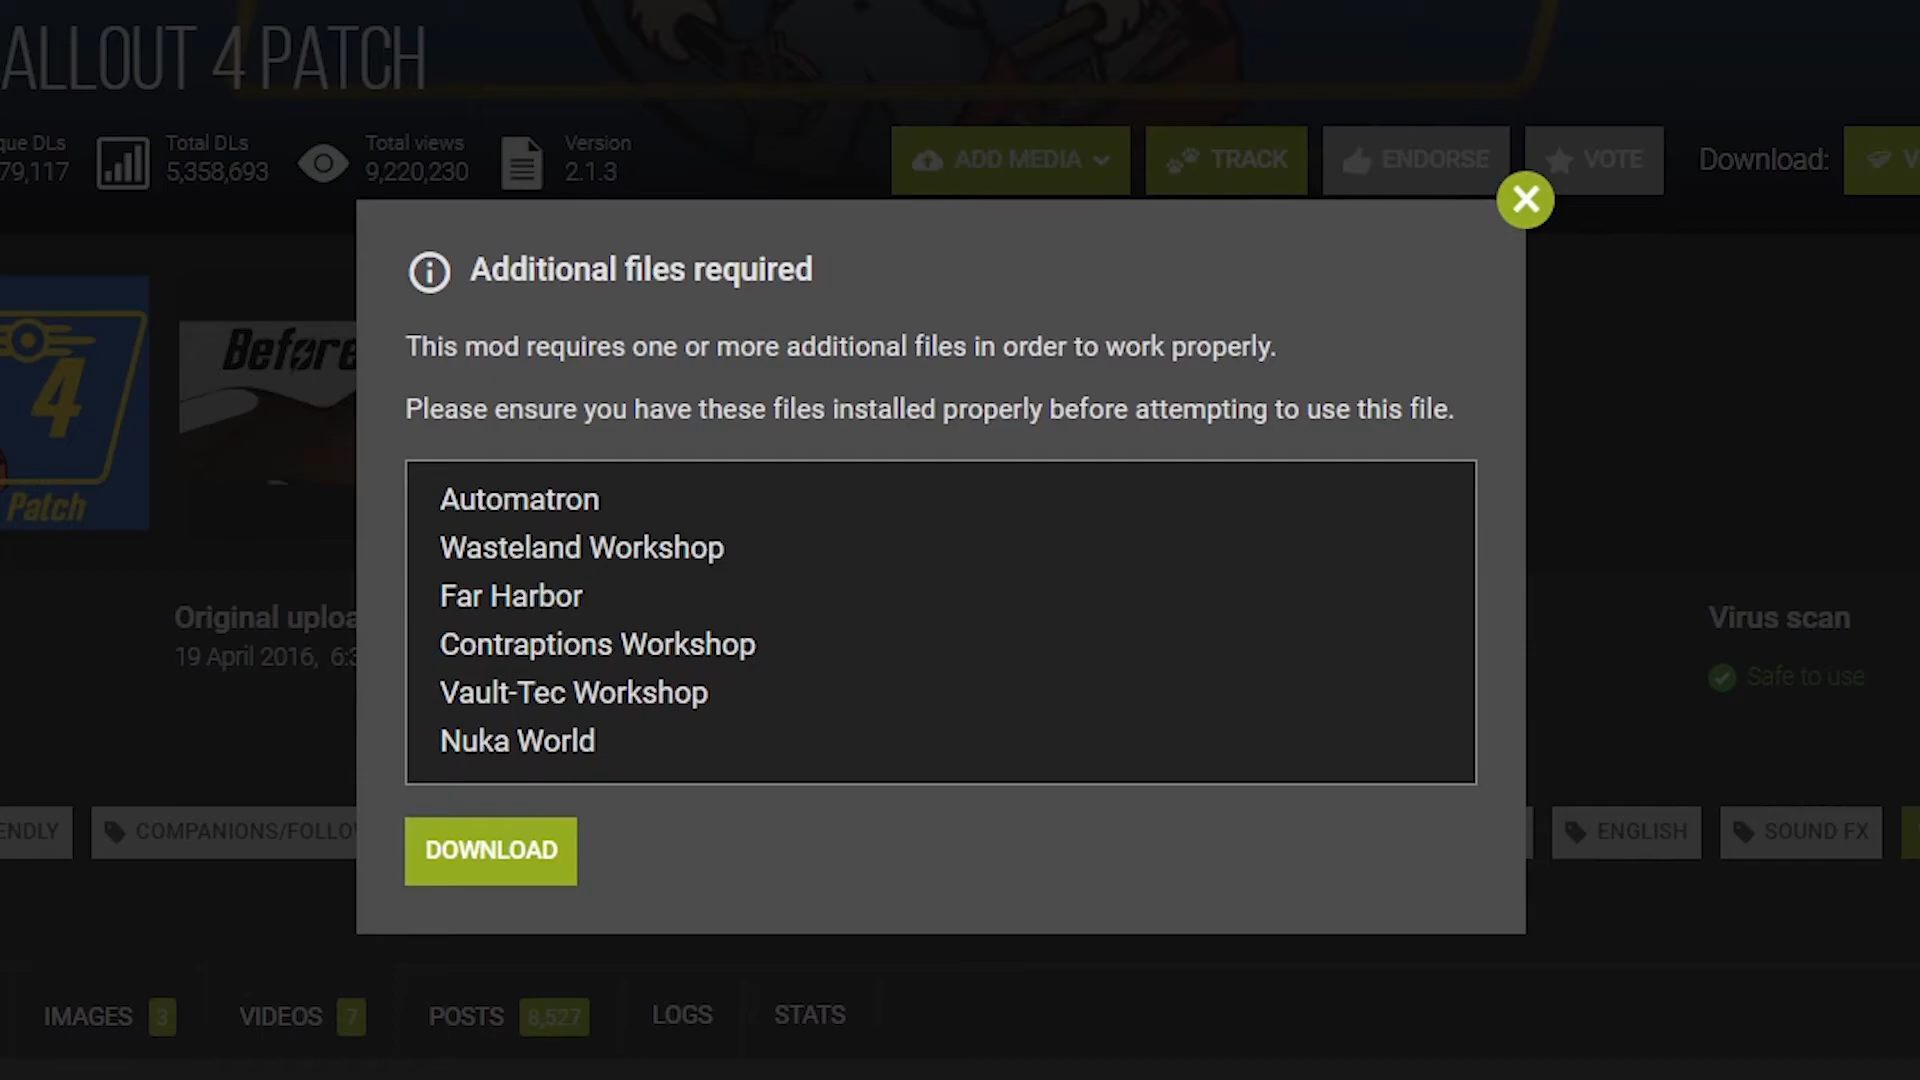 ALLOUT 4 PATCH
que DLs
79,117
Total DLs
5,358,693
Total views
9,220,230
Version
2.1.3
ADD MEDIA
TRACK
ENDORSE
VOTE
Download:
V
Additional files required
This mod requires one or more additional files in order to work properly.
Please ensure you have these files installed properly before attempting to use this file.
Automatron
Wasteland Workshop
Far Harbor
Contraptions Workshop
Vault-Tec Workshop
Nuka World
DOWNLOAD
4
Patch
Before
Original uploa
19 April 2016, 6:3
Virus scan
Safe to use
ENDLY
COMPANIONS/FOLLOW
ENGLISH
SOUND FX
IMAGES 3
VIDEOS 7
POSTS 8,527
LOGS
STATS